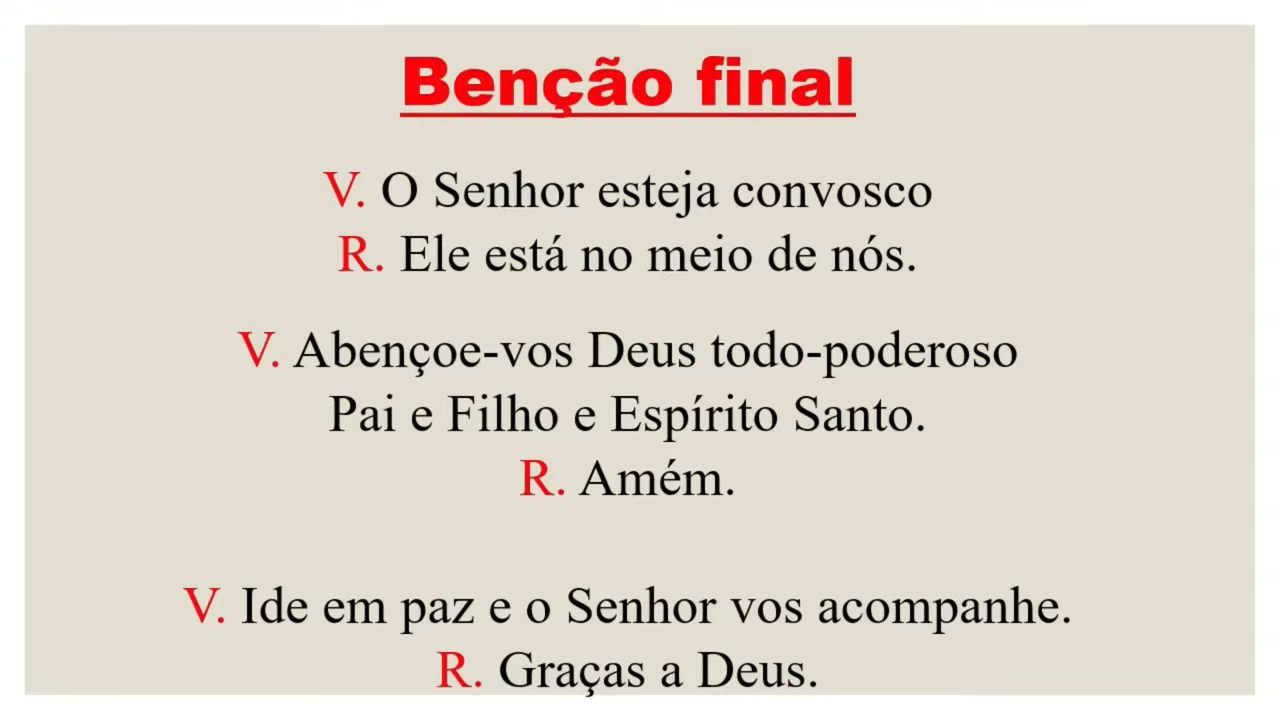 Benção final
V. O Senhor esteja convosco
R. Ele está no meio de nós.
V. Abençoe-vos Deus todo-poderoso
Pai e Filho e Espírito Santo.
R. Amém.
V. Ide em paz e o Senhor vos acompanhe.
R. Graças a Deus.